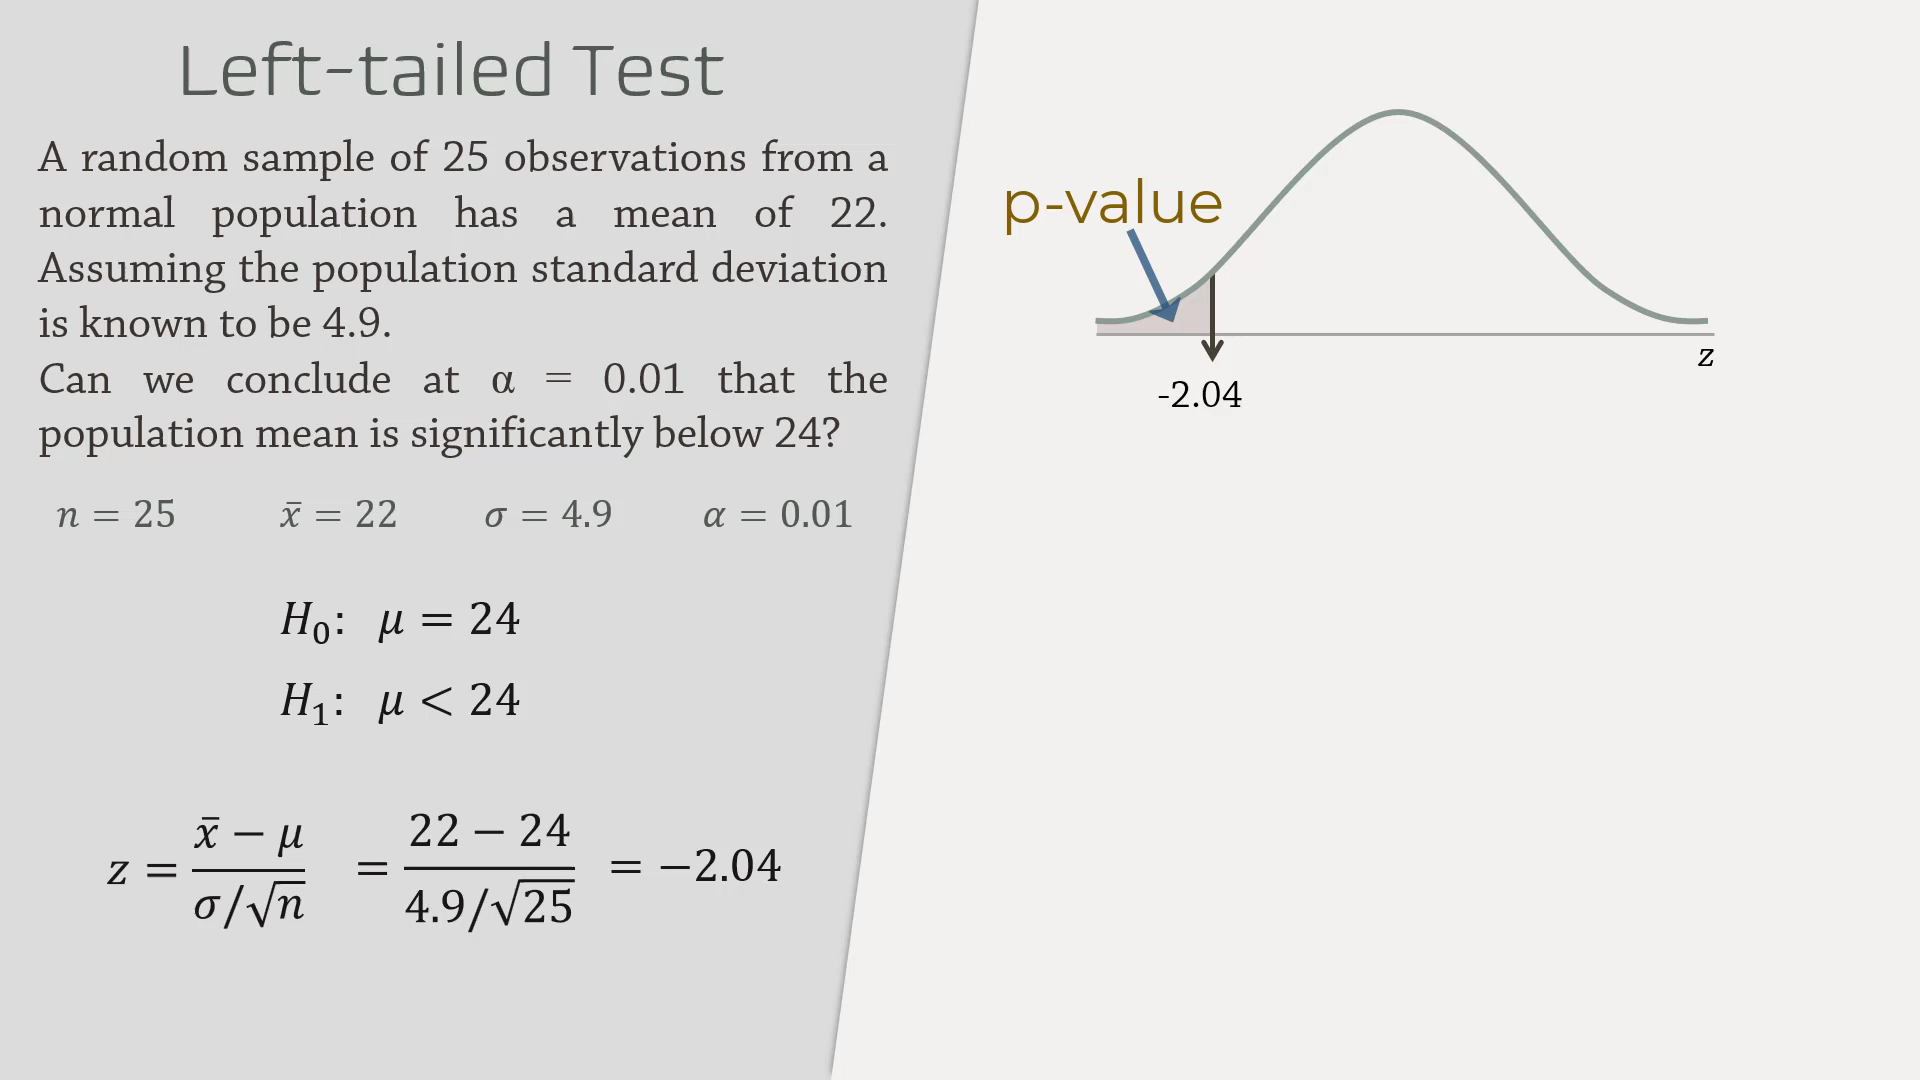 Left-tailed Test
A random sample of 25 observations from a
normal population has a mean of 22.
Assuming the population standard deviation
is known to be 4.9.
Can we conclude at α = 0.01 that the
population mean is significantly below 24?
n = 25 x̄ = 22 σ = 4.9 α = 0.01
H₀: μ = 24
H₁: μ < 24
z = (x̄ − μ)/(σ/√n) = (22 − 24)/(4.9/√25) = −2.04
p-value
z
-2.04